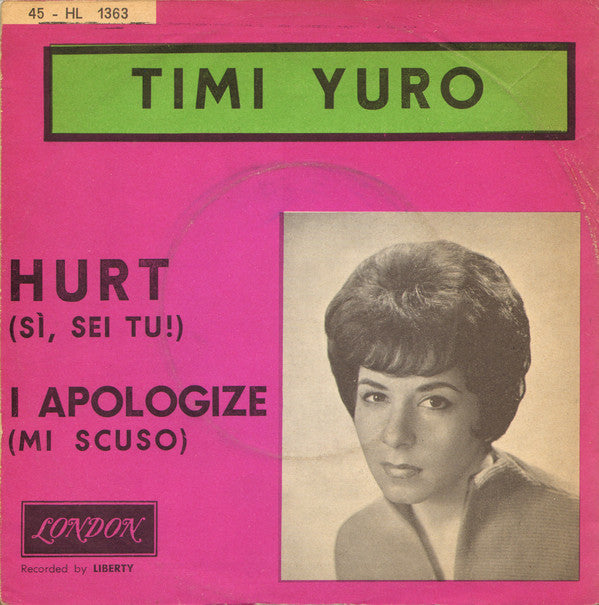 45 - HL 1363
TIMI YURO
HURT
(SÌ, SEI TU!)
I APOLOGIZE
(MI SCUSO)
LONDON
Recorded by LIBERTY